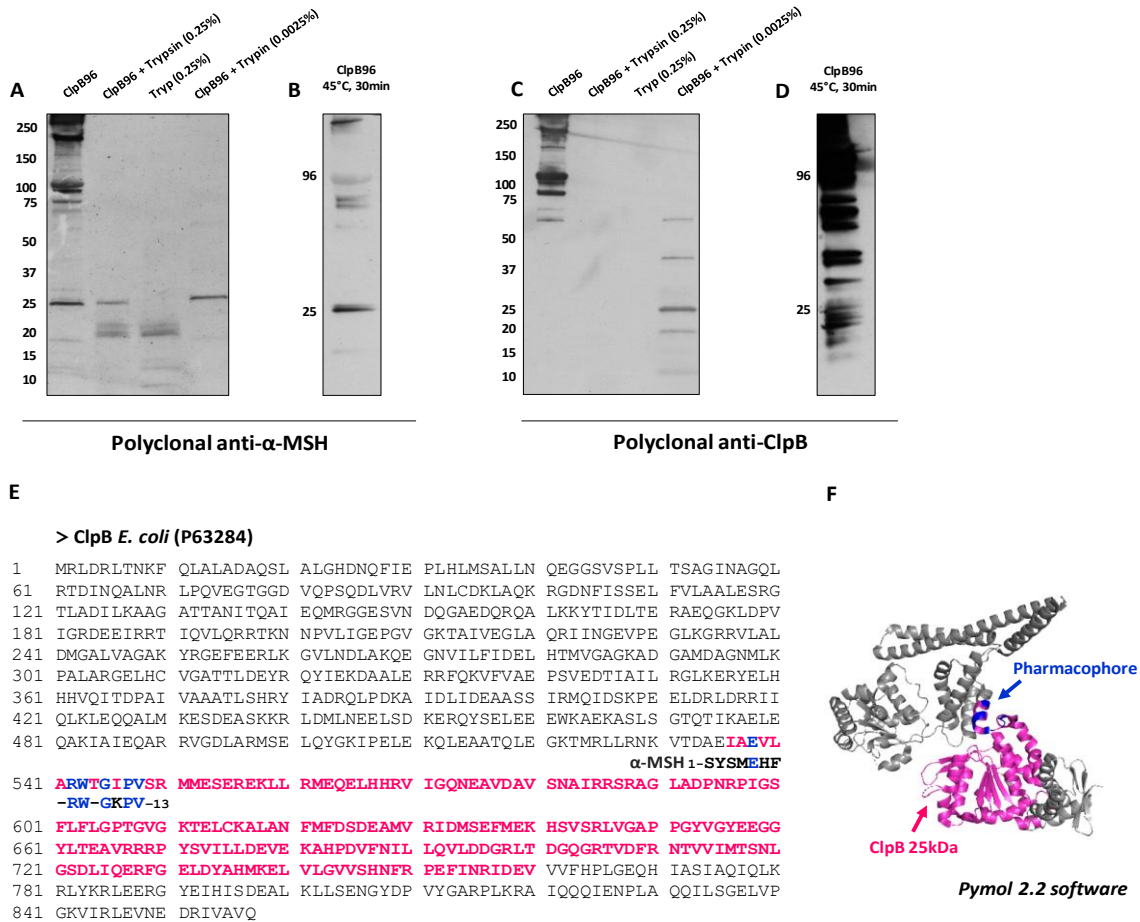 A
ClpB96
ClpB96 + Trypsin (0.25%)
Tryp (0.25%)
ClpB96 + Trypin (0.0025%)
250
150
100
75
50
37
25
20
15
10
B
ClpB96
45°C, 30min
96
25
Polyclonal anti-α-MSH
C
ClpB96
ClpB96 + Trypsin (0.25%)
Tryp (0.25%)
ClpB96 + Trypin (0.0025%)
250
150
100
75
50
37
25
20
15
10
D
ClpB96
45°C, 30min
96
25
Polyclonal anti-ClpB
E
> ClpB E. coli (P63284)
1 MRLDRLTNKF QLALADAQSL ALGHDNQFIE PLHLMSALLN QEGGSVSPLL TSAGINAGQL
61 RTDINQALNR LPQVEGTGGD VQPSQDLVRV LNLCDKLAQK RGDNFISSEL FVLAALESRG
121 TLADILKAAG ATTANITQAI EQMRGGESVN DQGAEDQRQA LKKYTIDLTE RAEQGKLDPV
181 IGRDEEIRRT IQVLQRRTKN NPVLIGEPGV GKTAIVEGLA QRIINGEVPE GLKGRRVLAL
241 DMGALVAGAK YRGEFEERLK GVLNDLAKQE GNVILFIDEL HTMVGAGKAD GAMDAGNMLK
301 PALARGELHC VGATTLDEYR QYIEKDAALE RRFQKVFVAE PSVEDTIAIL RGLKERYELH
361 HHVQITDPAI VAAATLSHRY IADRQLPDKA IDLIDEAASS IRMQIDSKPE ELDRLDRRII
421 QLKLEQQALM KESDEASKKR LDMLNEELSD KERQYSELEE EWKAEKASLS GTQTIKAELE
481 QAKIAIEQAR RVGDLARMSE LQYGKIPELE KQLEAATQLE GKTMRLLRNK VTDAEIAEVL
α-MSH 1-SYSMEHF
541 ARWTGIPVSR MMESEREKLL RMEQELHHRV IGQNEAVDAV SNAIRRSRAG LADPNRPIGS
-RW-GKPV-13
601 FLFLGPTGVG KTELCKALAN FMFDSDEAMV RIDMSEFMEK HSVSRLVGAP PGYVGYEEGG
661 YLTEAVRRRP YSVILLDEVE KAHPDVFNIL LQVLDDGRLT DGQGRTVDFR NTVVIMTSNL
721 GSDLIQERFG ELDYAHMKEL VLGVVSHNFR PEFINRIDEV VVFHPLGEQH IASIAQIQLK
781 RLYKRLEERG YEIHISDEAL KLLSENGYDP VYGARPLKRA IQQQIENPLA QQILSGELVP
841 GKVIRLEVNE DRIVAVQ
F
Pharmacophore
ClpB 25kDa
Pymol 2.2 software